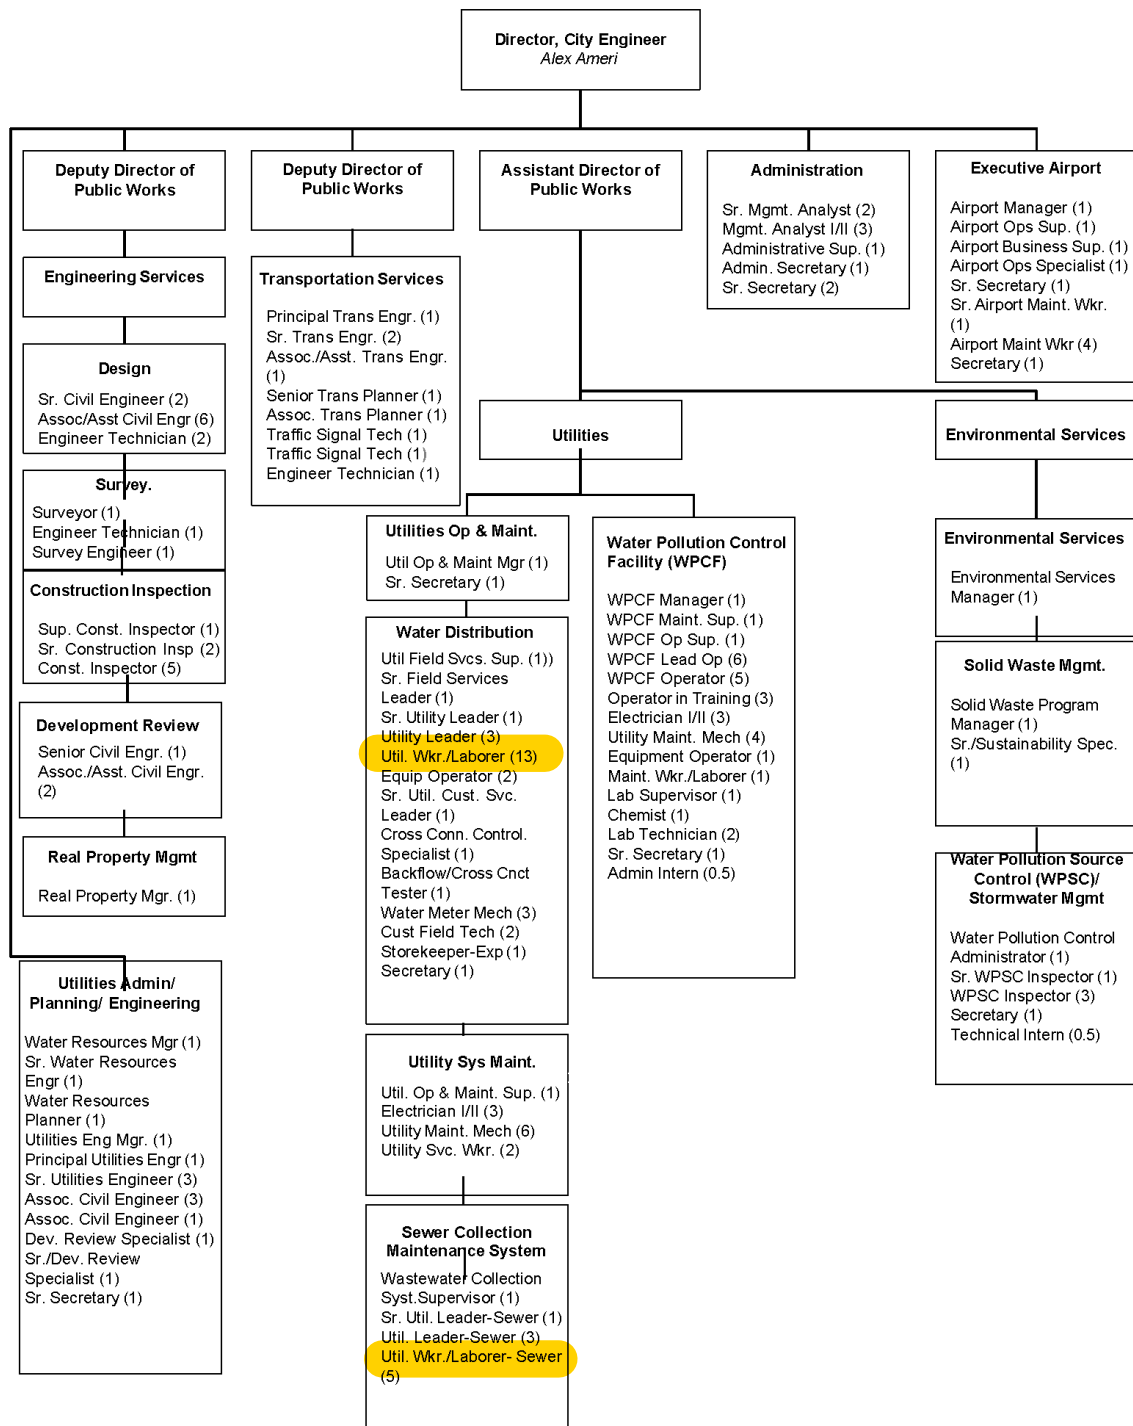 Director, City Engineer
Alex Ameri
Deputy Director of
Public Works
Engineering Services
Design
Sr. Civil Engineer (2)
Assoc/Asst Civil Engr (6)
Engineer Technician (2)
Survey.
Surveyor (1)
Engineer Technician (1)
Survey Engineer (1)
Construction Inspection
Sup. Const. Inspector (1)
Sr. Construction Insp (2)
Const. Inspector (5)
Development Review
Senior Civil Engr. (1)
Assoc./Asst. Civil Engr.
(2)
Real Property Mgmt
Real Property Mgr. (1)
Utilities Admin/
Planning/ Engineering
Water Resources Mgr (1)
Sr. Water Resources
Engr (1)
Water Resources
Planner (1)
Utilities Eng Mgr. (1)
Principal Utilities Engr (1)
Sr. Utilities Engineer (3)
Assoc. Civil Engineer (3)
Assoc. Civil Engineer (1)
Dev. Review Specialist (1)
Sr./Dev. Review
Specialist (1)
Sr. Secretary (1)
Deputy Director of
Public Works
Transportation Services
Principal Trans Engr. (1)
Sr. Trans Engr. (2)
Assoc./Asst. Trans Engr.
(1)
Senior Trans Planner (1)
Assoc. Trans Planner (1)
Traffic Signal Tech (1)
Traffic Signal Tech (1)
Engineer Technician (1)
Assistant Director of
Public Works
Utilities
Utilities Op & Maint.
Util Op & Maint Mgr (1)
Sr. Secretary (1)
Water Distribution
Util Field Svcs. Sup. (1))
Sr. Field Services
Leader (1)
Sr. Utility Leader (1)
Utility Leader (3)
Util. Wkr./Laborer (13)
Equip Operator (2)
Sr. Util. Cust. Svc.
Leader (1)
Cross Conn. Control.
Specialist (1)
Backflow/Cross Cnct
Tester (1)
Water Meter Mech (3)
Cust Field Tech (2)
Storekeeper-Exp (1)
Secretary (1)
Utility Sys Maint.
Util. Op & Maint. Sup. (1)
Electrician I/II (3)
Utility Maint. Mech (6)
Utility Svc. Wkr. (2)
Sewer Collection
Maintenance System
Wastewater Collection
Syst.Supervisor (1)
Sr. Util. Leader-Sewer (1)
Util. Leader-Sewer (3)
Util. Wkr./Laborer- Sewer
(5)
Water Pollution Control
Facility (WPCF)
WPCF Manager (1)
WPCF Maint. Sup. (1)
WPCF Op Sup. (1)
WPCF Lead Op (6)
WPCF Operator (5)
Operator in Training (3)
Electrician I/II (3)
Utility Maint. Mech (4)
Equipment Operator (1)
Maint. Wkr./Laborer (1)
Lab Supervisor (1)
Chemist (1)
Lab Technician (2)
Sr. Secretary (1)
Admin Intern (0.5)
Administration
Sr. Mgmt. Analyst (2)
Mgmt. Analyst I/II (3)
Administrative Sup. (1)
Admin. Secretary (1)
Sr. Secretary (2)
Executive Airport
Airport Manager (1)
Airport Ops Sup. (1)
Airport Business Sup. (1)
Airport Ops Specialist (1)
Sr. Secretary (1)
Sr. Airport Maint. Wkr.
(1)
Airport Maint Wkr (4)
Secretary (1)
Environmental Services
Environmental Services
Environmental Services
Manager (1)
Solid Waste Mgmt.
Solid Waste Program
Manager (1)
Sr./Sustainability Spec.
(1)
Water Pollution Source
Control (WPSC)/
Stormwater Mgmt
Water Pollution Control
Administrator (1)
Sr. WPSC Inspector (1)
WPSC Inspector (3)
Secretary (1)
Technical Intern (0.5)